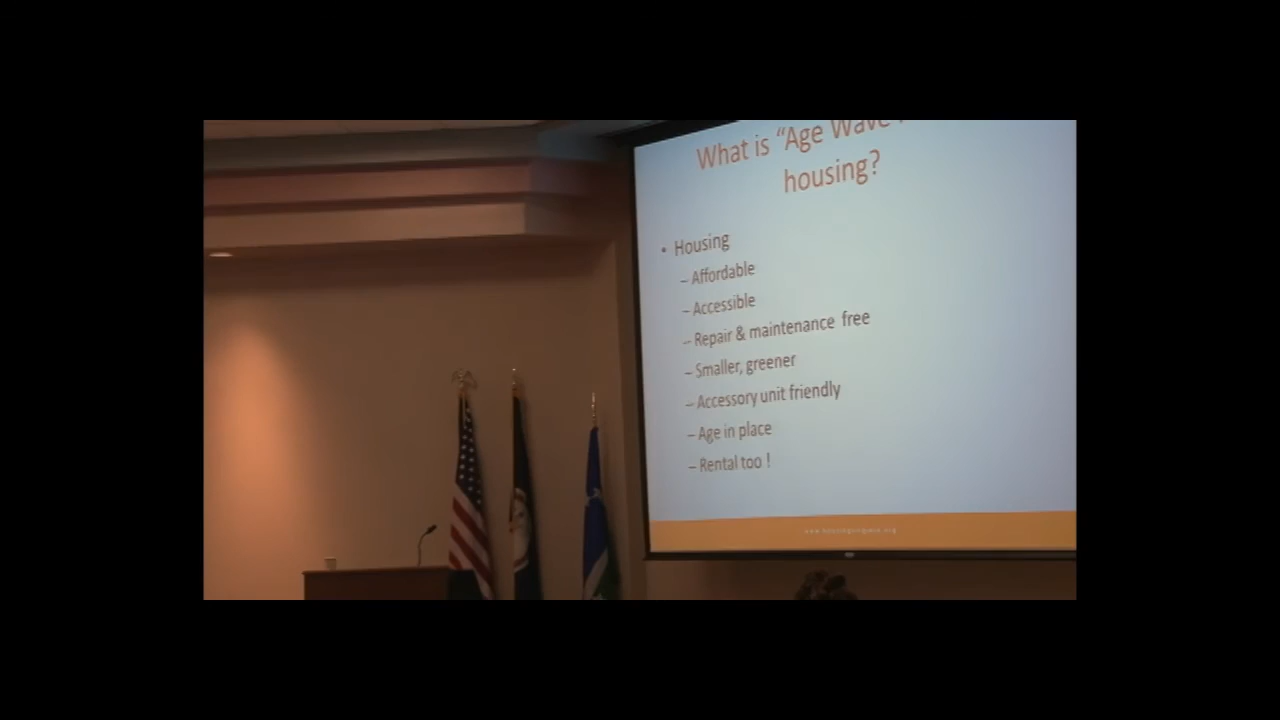 What is “Age Wave
housing?
• Housing
– Affordable
– Accessible
– Repair & maintenance free
– Smaller, greener
– Accessory unit friendly
– Age in place
– Rental too !